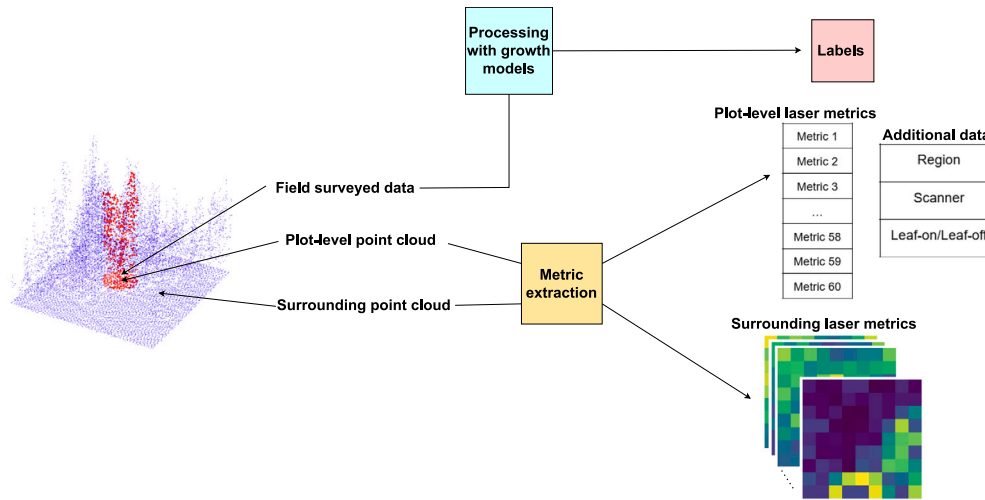 Processing
with growth
models
Labels
Plot-level laser metrics
Metric 1
Metric 2
Metric 3
...
Metric 58
Metric 59
Metric 60
Additional data
Region
Scanner
Leaf-on/Leaf-off
Field surveyed data
Plot-level point cloud
Surrounding point cloud
Metric
extraction
Surrounding laser metrics